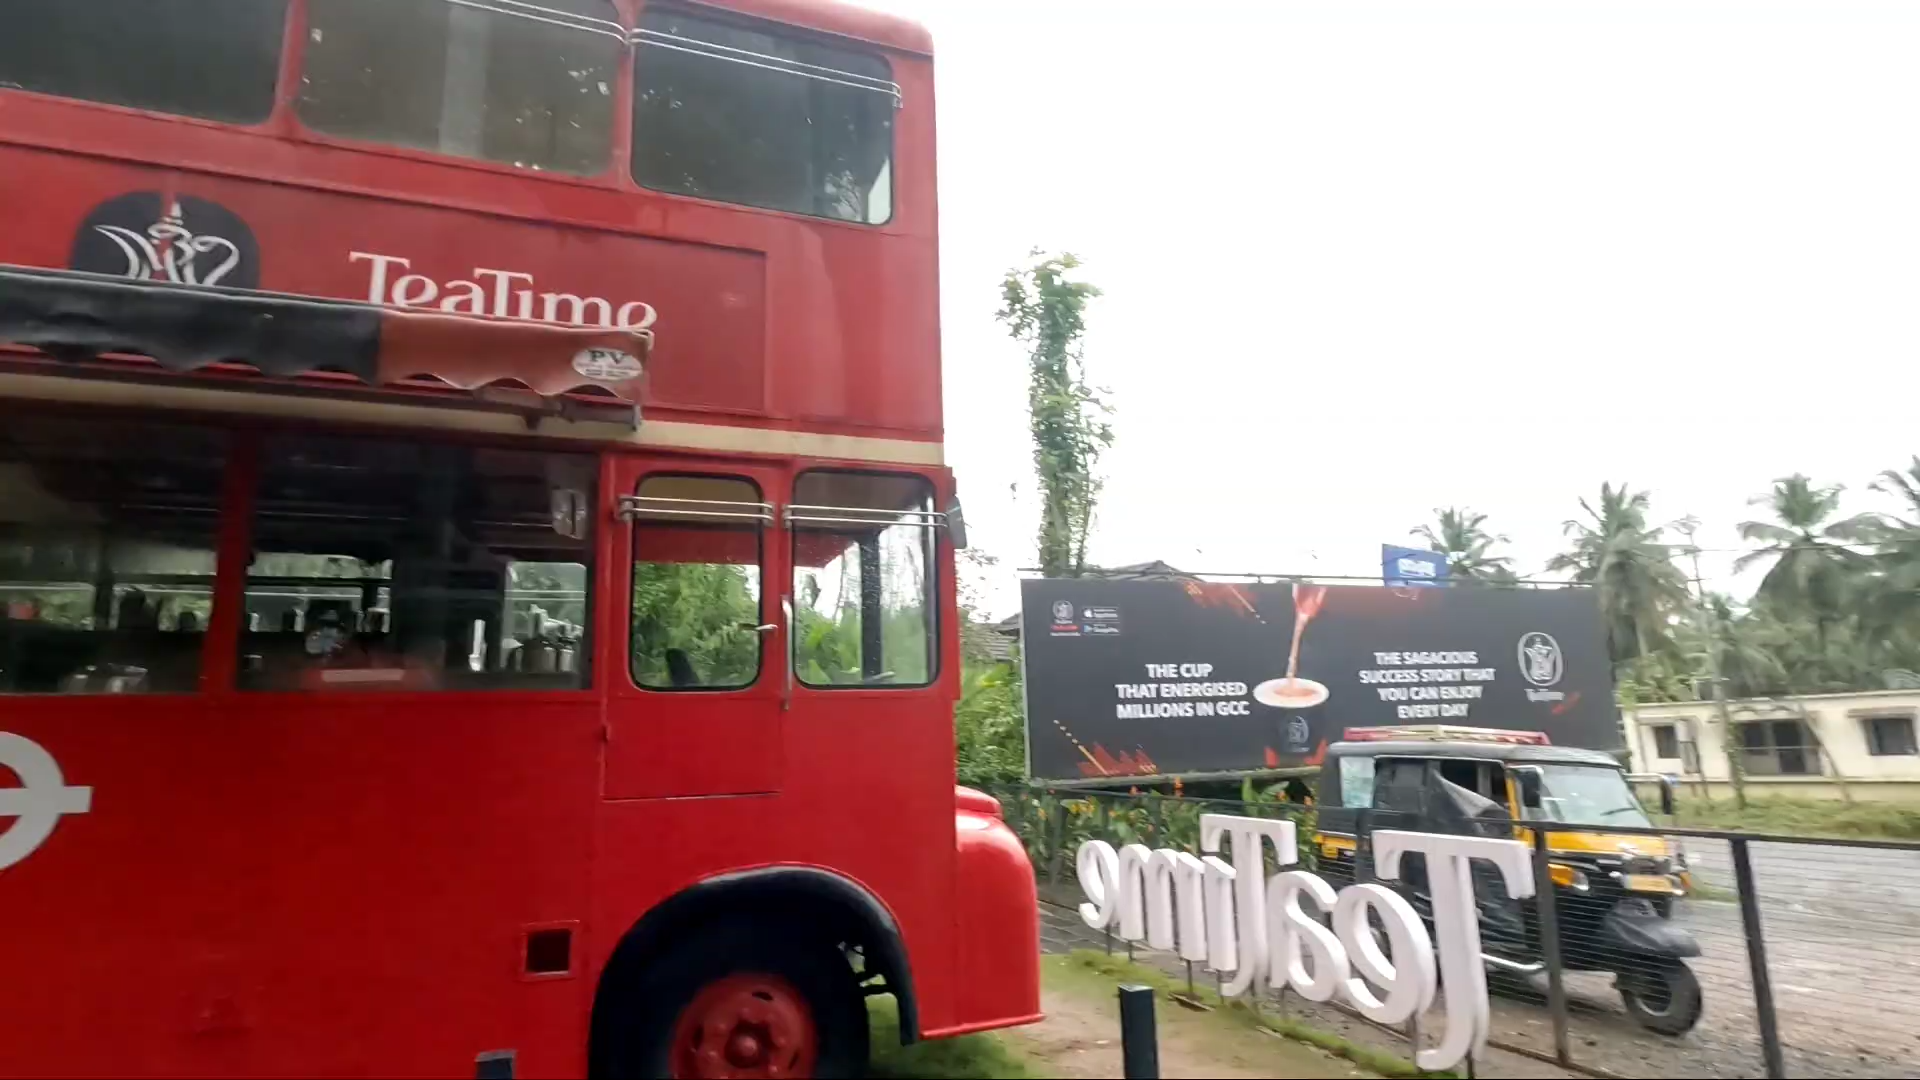 TeaTime
PV
THE CUP
THAT ENERGISED
MILLIONS IN GCC
THE SAGACIOUS
SUCCESS STORY THAT
YOU CAN ENJOY
EVERY DAY
TeaTime
TeaTime